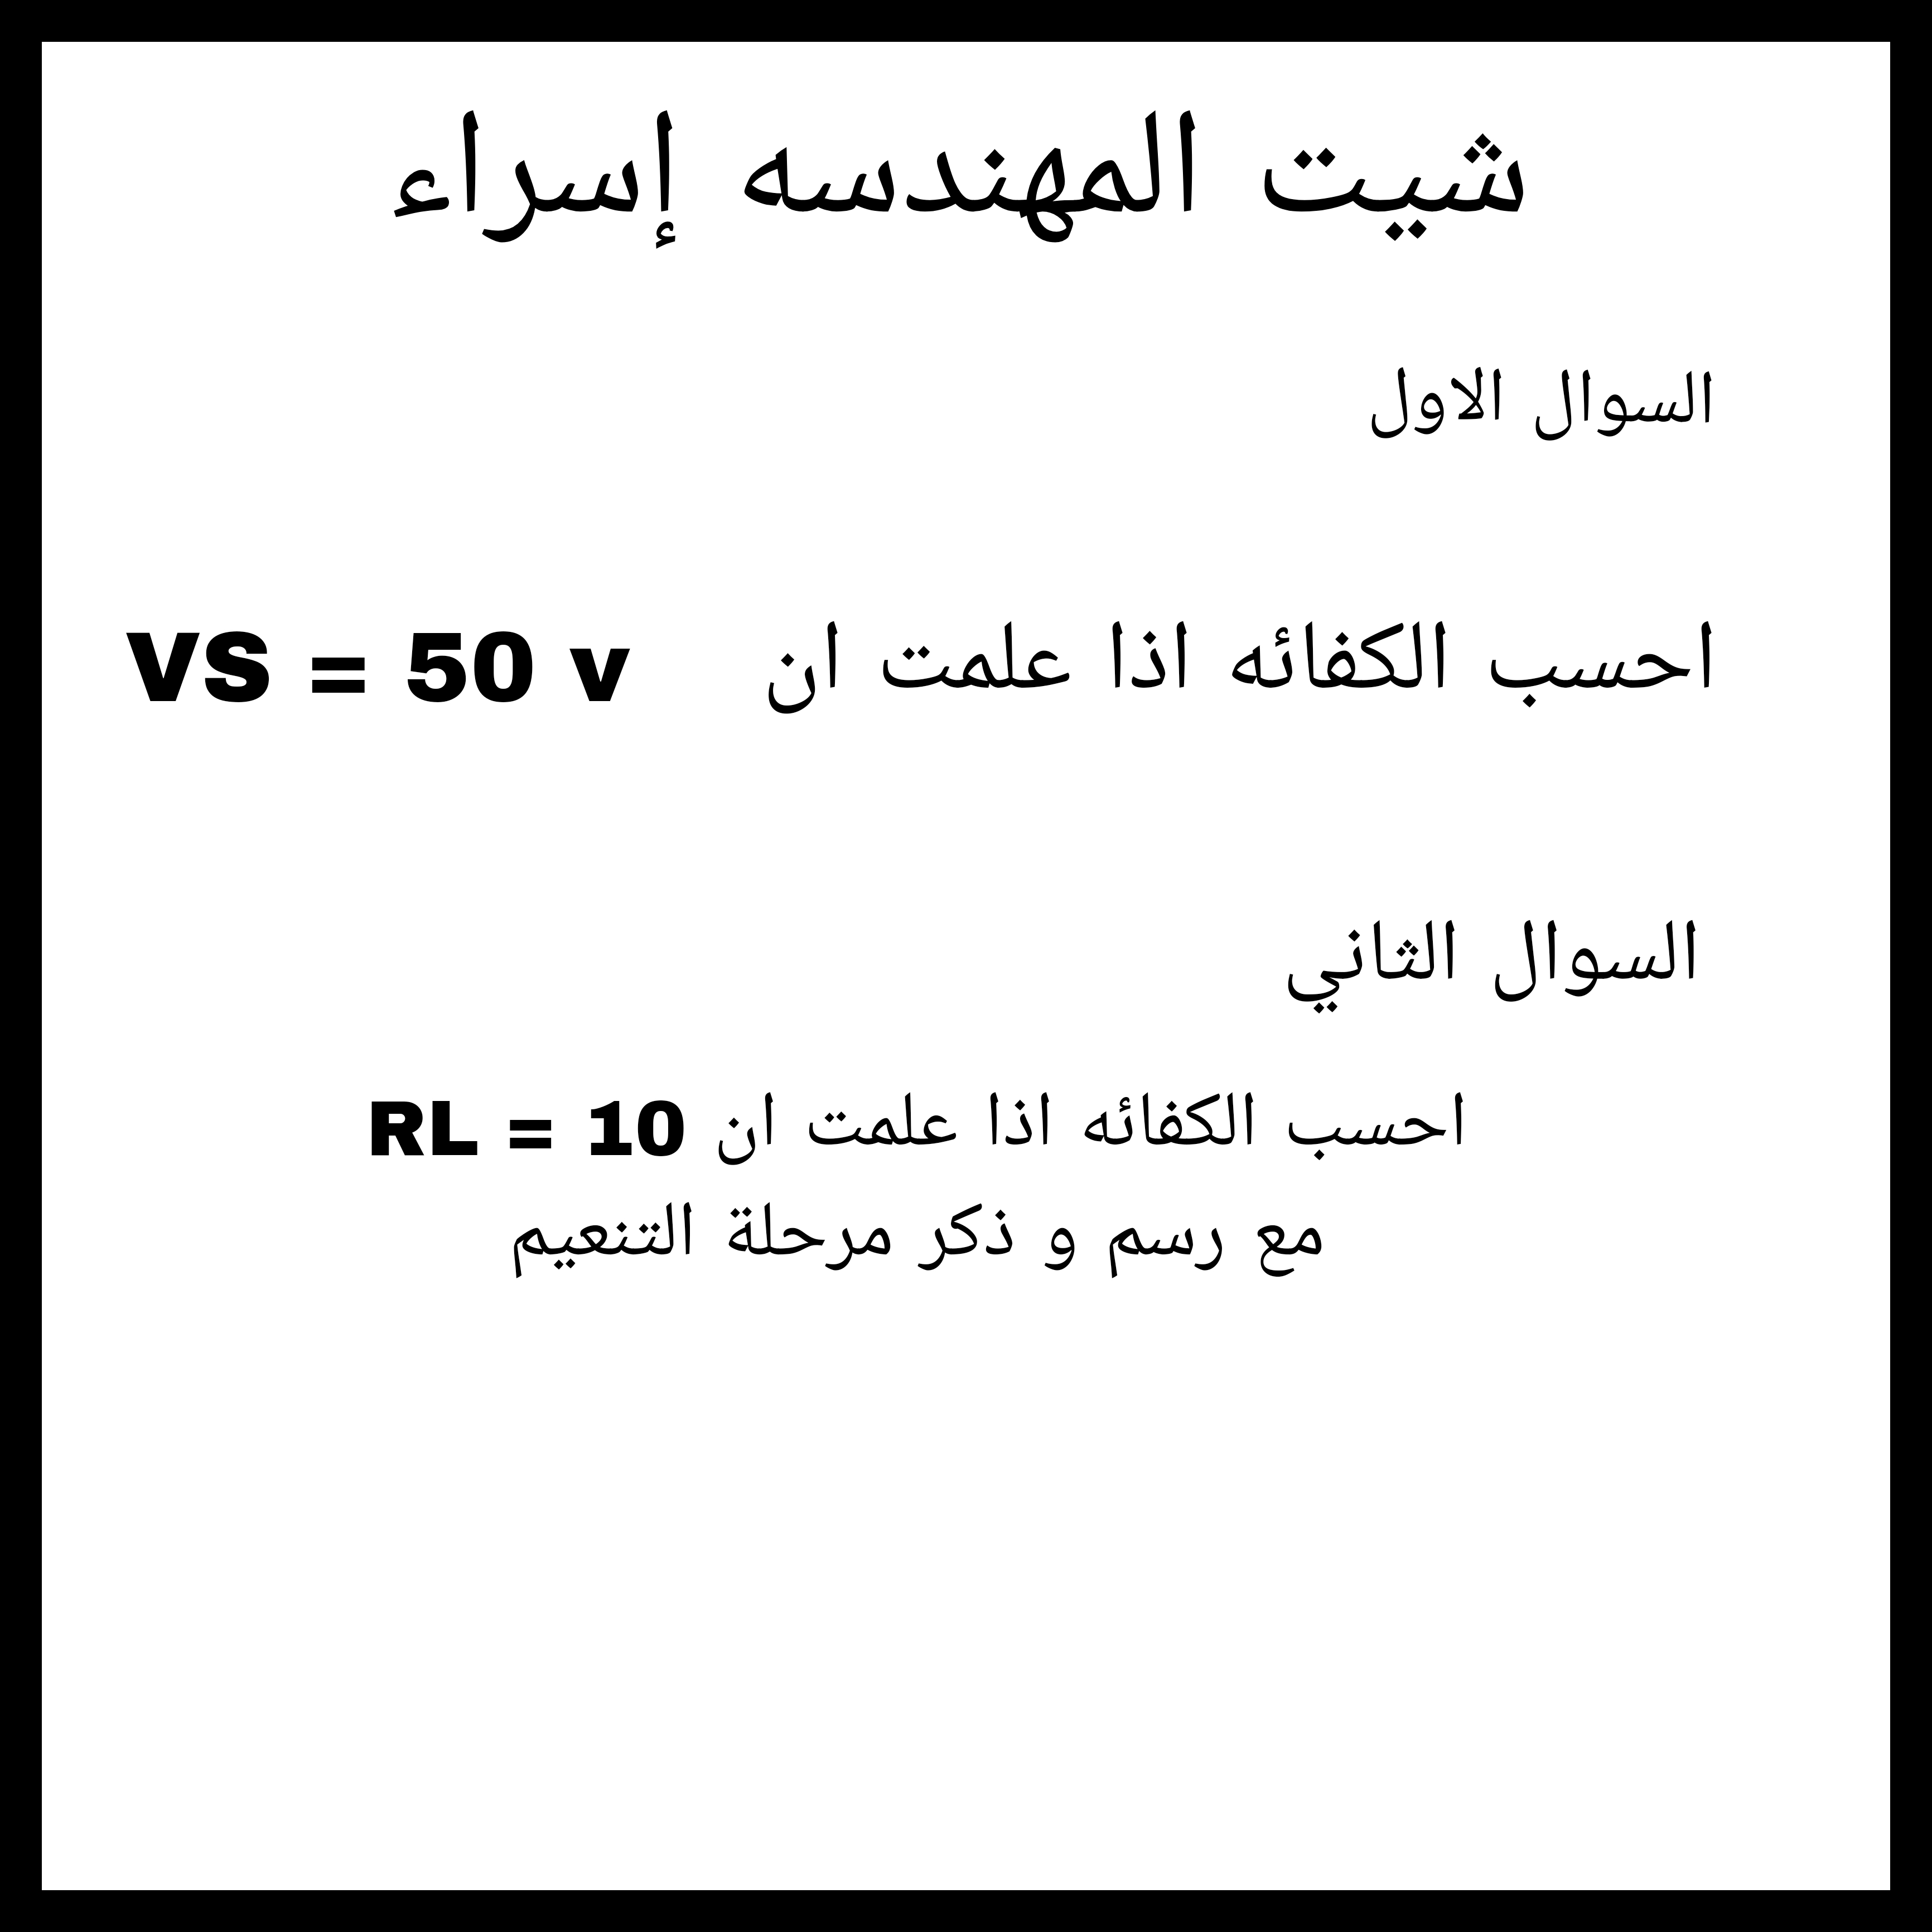 شيت المهندسه إسراء
السوال الاول
احسب الكفائه اذا علمت ان VS = 50 v
السوال الثاني
احسب الكفائه اذا علمت ان RL = 10
مع رسم و ذكر مرحلة التنعيم